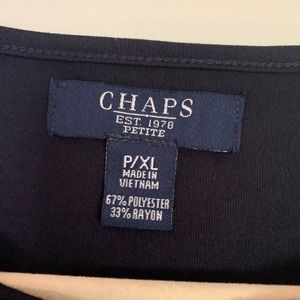 CHAPS
EST. 1978
PETITE
P/XL
MADE IN
VIETNAM
67% POLYESTER
33% RAYON